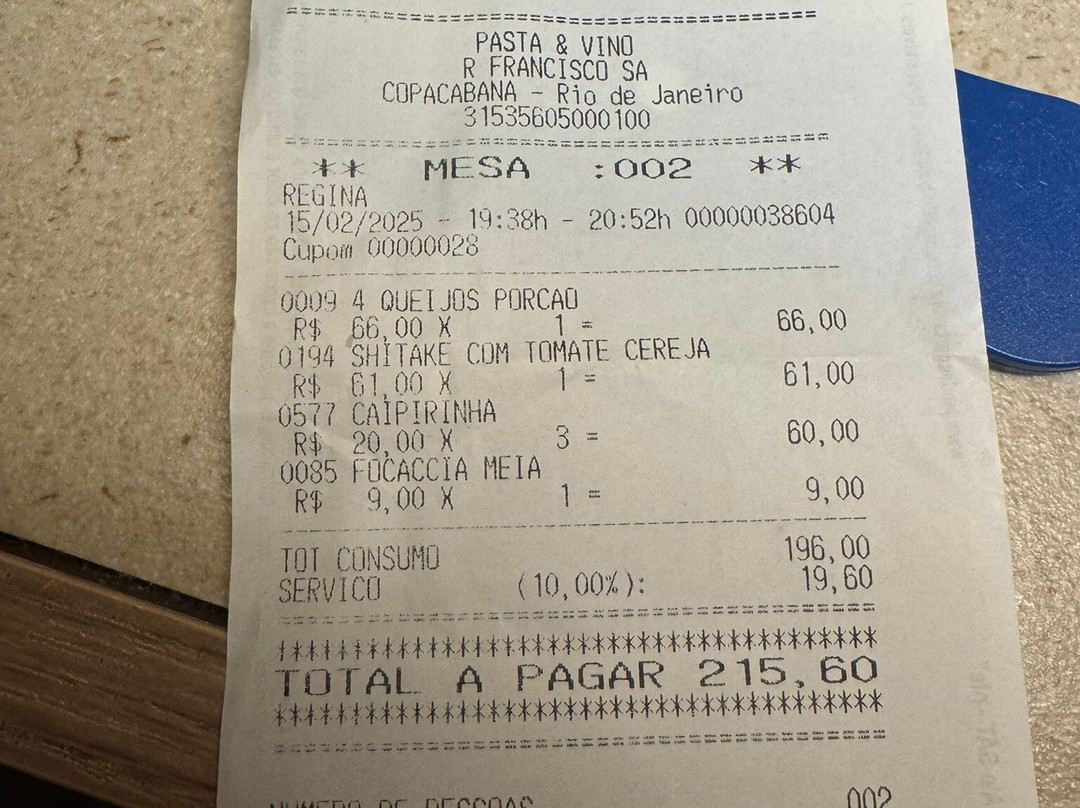 PASTA & VINO
R FRANCISCO SA
COPACABANA - Rio de Janeiro
31535605000100
** MESA :002 **
REGINA
15/02/2025 - 19:38h - 20:52h 00000038604
Cupom 00000028
0009 4 QUEIJOS PORCAO
R$ 66,00 X 1 = 66,00
0194 SHITAKE COM TOMATE CEREJA
R$ 61,00 X 1 = 61,00
0577 CAIPIRINHA
R$ 20,00 X 3 = 60,00
0085 FOCACCIA MEIA
R$ 9,00 X 1 = 9,00
TOT CONSUMO 196,00
SERVICO (10,00%): 19,60
******************************************
TOTAL A PAGAR 215,60
******************************************
NUMERO DE PESSOAS 002